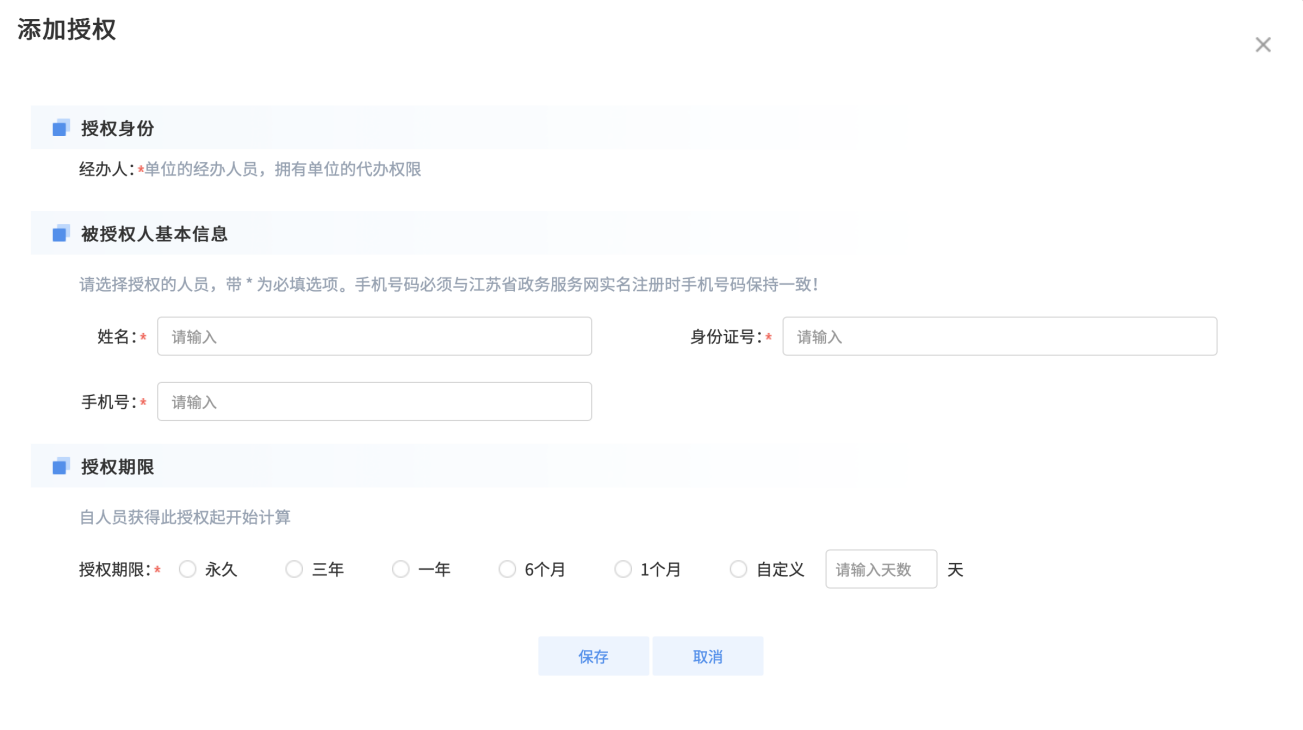 添加授权
授权身份
经办人：*单位的经办人员，拥有单位的代办权限
被授权人基本信息
请选择授权的人员，带 * 为必填选项。手机号码必须与江苏省政务服务网实名注册时手机号码保持一致！
姓名：* 请输入 身份证号：* 请输入
手机号：* 请输入
授权期限
自人员获得此授权起开始计算
授权期限：* 永久 三年 一年 6个月 1个月 自定义 请输入天数 天
保存 取消